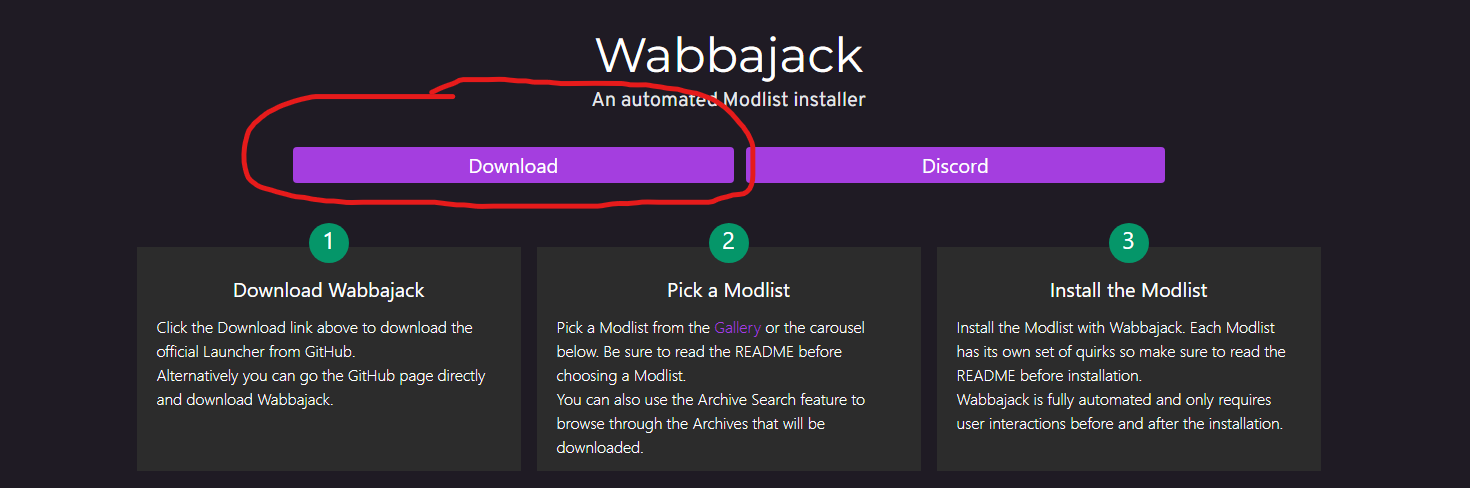 Wabbajack
An automated Modlist installer
Download
Discord
1
Download Wabbajack
Click the Download link above to download the
official Launcher from GitHub.
Alternatively you can go the GitHub page directly
and download Wabbajack.
2
Pick a Modlist
Pick a Modlist from the Gallery or the carousel
below. Be sure to read the README before
choosing a Modlist.
You can also use the Archive Search feature to
browse through the Archives that will be
downloaded.
3
Install the Modlist
Install the Modlist with Wabbajack. Each Modlist
has its own set of quirks so make sure to read the
README before installation.
Wabbajack is fully automated and only requires
user interactions before and after the installation.